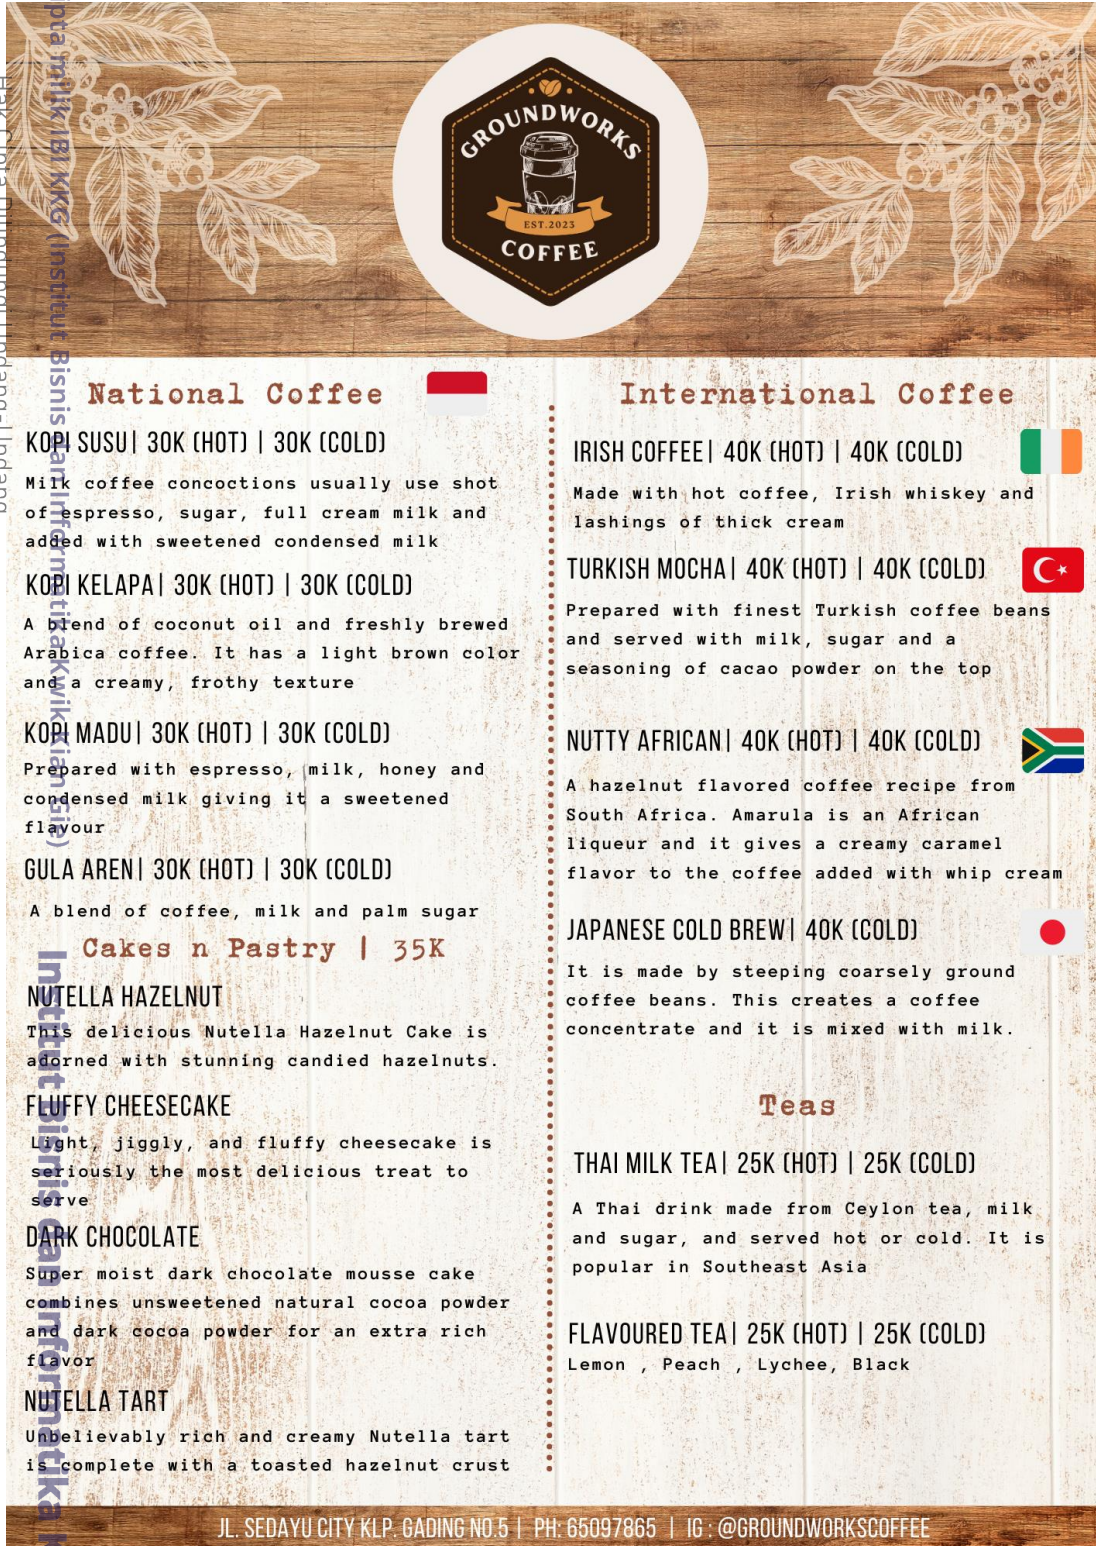 GROUNDWORKS
EST.2023
COFFEE
National Coffee
KOPI SUSU| 30K (HOT) | 30K (COLD)
Milk coffee concoctions usually use shot
of espresso, sugar, full cream milk and
added with sweetened condensed milk
KOPI KELAPA| 30K (HOT) | 30K (COLD)
A blend of coconut oil and freshly brewed
Arabica coffee. It has a light brown color
and a creamy, frothy texture
KOPI MADU| 30K (HOT) | 30K (COLD)
Prepared with espresso, milk, honey and
condensed milk giving it a sweetened
flavour
GULA AREN| 30K (HOT) | 30K (COLD)
A blend of coffee, milk and palm sugar
Cakes n Pastry | 35K
NUTELLA HAZELNUT
This delicious Nutella Hazelnut Cake is
adorned with stunning candied hazelnuts.
FLUFFY CHEESECAKE
Light, jiggly, and fluffy cheesecake is
seriously the most delicious treat to
serve
DARK CHOCOLATE
Super moist dark chocolate mousse cake
combines unsweetened natural cocoa powder
and dark cocoa powder for an extra rich
flavor
NUTELLA TART
Unbelievably rich and creamy Nutella tart
is complete with a toasted hazelnut crust
International Coffee
IRISH COFFEE| 40K (HOT) | 40K (COLD)
Made with hot coffee, Irish whiskey and
lashings of thick cream
TURKISH MOCHA| 40K (HOT) | 40K (COLD)
Prepared with finest Turkish coffee beans
and served with milk, sugar and a
seasoning of cacao powder on the top
NUTTY AFRICAN| 40K (HOT) | 40K (COLD)
A hazelnut flavored coffee recipe from
South Africa. Amarula is an African
liqueur and it gives a creamy caramel
flavor to the coffee added with whip cream
JAPANESE COLD BREW| 40K (COLD)
It is made by steeping coarsely ground
coffee beans. This creates a coffee
concentrate and it is mixed with milk.
Teas
THAI MILK TEA| 25K (HOT) | 25K (COLD)
A Thai drink made from Ceylon tea, milk
and sugar, and served hot or cold. It is
popular in Southeast Asia
FLAVOURED TEA| 25K (HOT) | 25K (COLD)
Lemon , Peach , Lychee, Black
JL. SEDAYU CITY KLP. GADING NO.5 | PH: 65097865 | IG : @GROUNDWORKSCOFFEE
pta milik IBI KKG (Institut Bisnis dan Informatika Kwik Kian Gie)
Institut Bisnis dan Informatika K